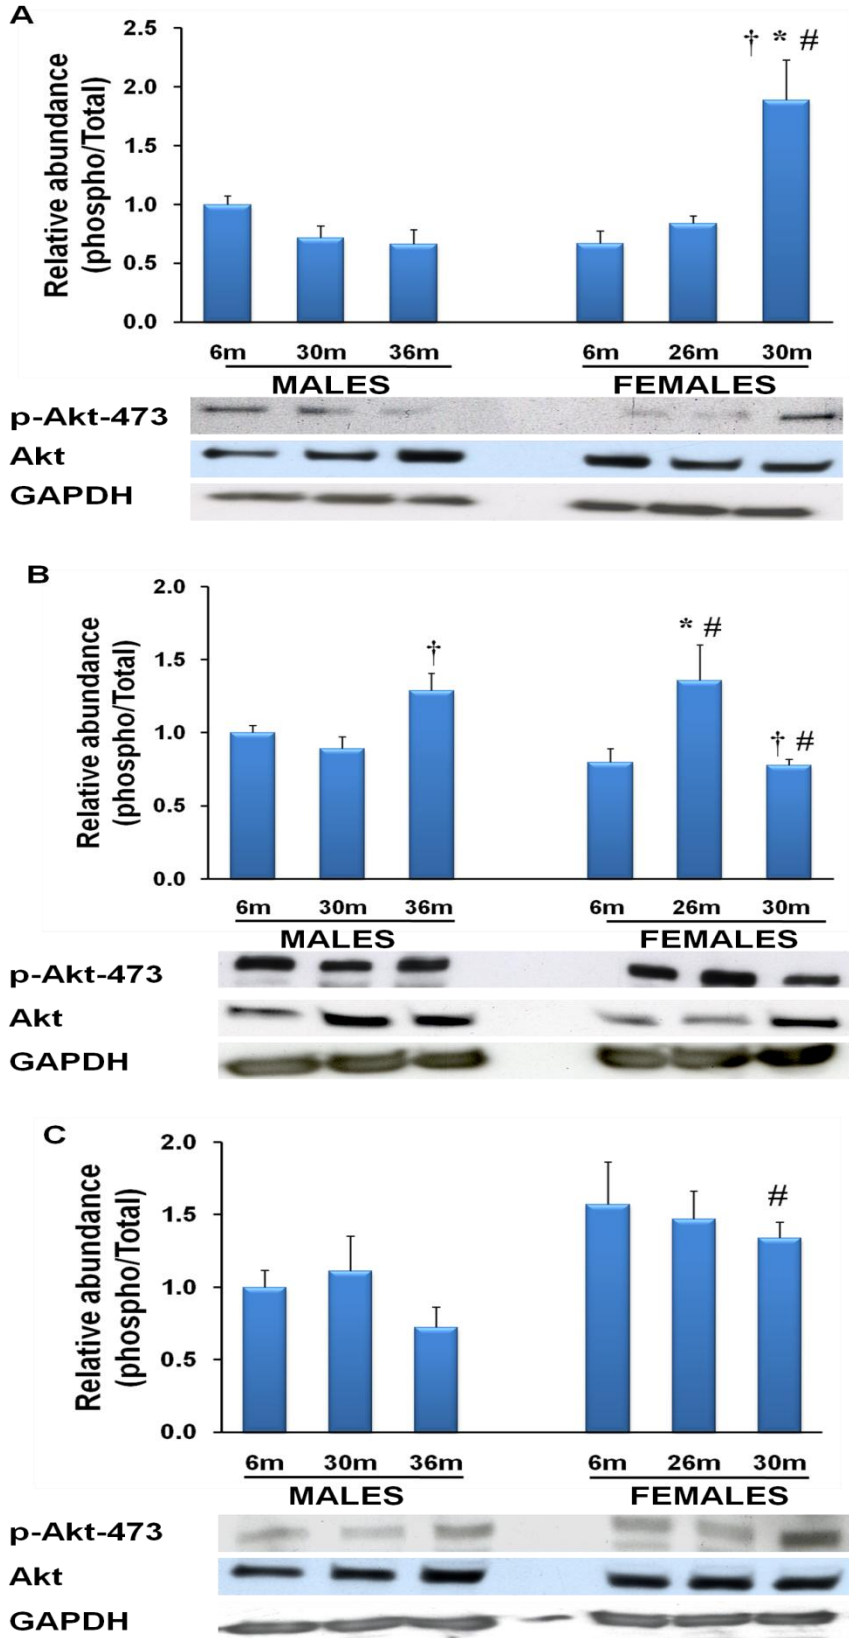 A
Relative abundance
(phospho/Total)
2.5
2.0
1.5
1.0
0.5
0.0
† * #
6m 30m 36m 6m 26m 30m
MALES FEMALES
p-Akt-473
Akt
GAPDH
B
Relative abundance
(phospho/Total)
2.0
1.5
1.0
0.5
0.0
†
* #
† #
6m 30m 36m 6m 26m 30m
MALES FEMALES
p-Akt-473
Akt
GAPDH
C
Relative abundance
(phospho/Total)
2.0
1.5
1.0
0.5
0.0
#
6m 30m 36m 6m 26m 30m
MALES FEMALES
p-Akt-473
Akt
GAPDH